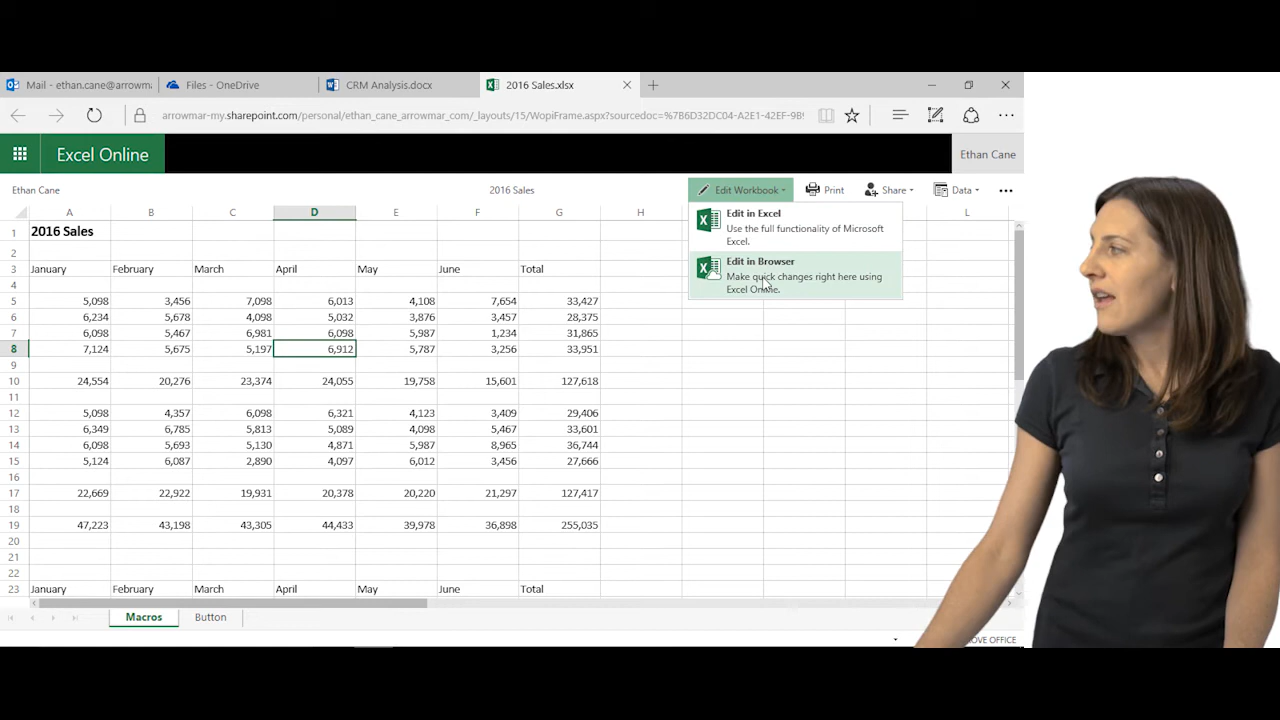 Mail - ethan.cane@arrowma Files - OneDrive CRM Analysis.docx 2016 Sales.xlsx
arrowmar-my.sharepoint.com/personal/ethan_cane_arrowmar_com/_layouts/15/WopiFrame.aspx?sourcedoc=%7B6D32DC04-A2E1-42EF-9B9
Excel Online Ethan Cane
Ethan Cane 2016 Sales Edit Workbook Print Share Data
Edit in Excel
Use the full functionality of Microsoft
Excel.
Edit in Browser
Make quick changes right here using
Excel Online.
A B C D E F G H L
1 2016 Sales
2
3 January February March April May June Total
4
5 5,098 3,456 7,098 6,013 4,108 7,654 33,427
6 6,234 5,678 4,098 5,032 3,876 3,457 28,375
7 6,098 5,467 6,981 6,098 5,987 1,234 31,865
8 7,124 5,675 5,197 6,912 5,787 3,256 33,951
9
10 24,554 20,276 23,374 24,055 19,758 15,601 127,618
11
12 5,098 4,357 6,098 6,321 4,123 3,409 29,406
13 6,349 6,785 5,813 5,089 4,098 5,467 33,601
14 6,098 5,693 5,130 4,871 5,987 8,965 36,744
15 5,124 6,087 2,890 4,097 6,012 3,456 27,666
16
17 22,669 22,922 19,931 20,378 20,220 21,297 127,417
18
19 47,223 43,198 43,305 44,433 39,978 36,898 255,035
20
21
22
23 January February March April May June Total
Macros Button
OVE OFFICE